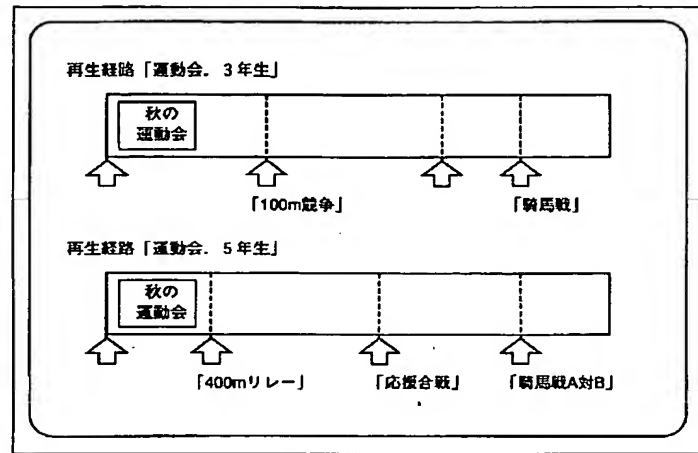 再生経路「運動会.3年生」
秋の
運動会
「100m競争」
「騎馬戦」
再生経路「運動会.5年生」
秋の
運動会
「400mリレー」
「応援合戦」
「騎馬戦A対B」